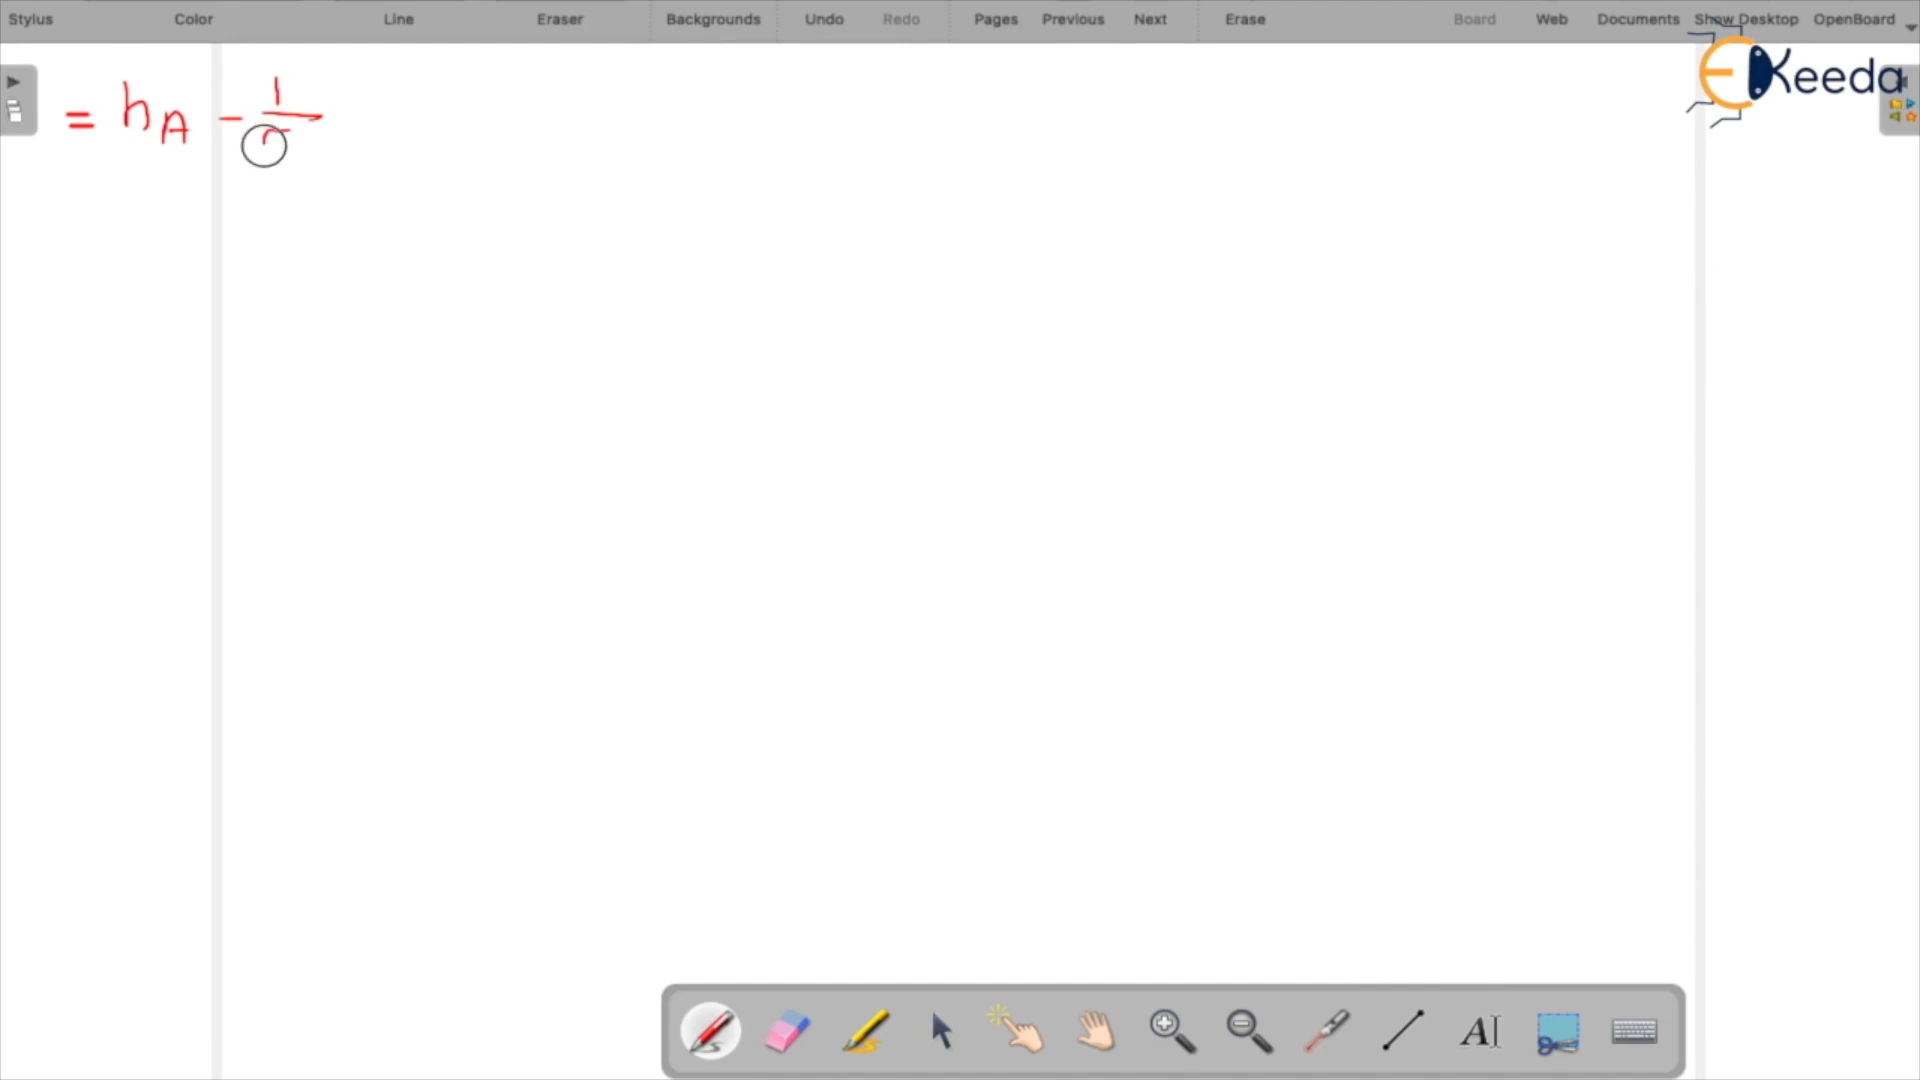 Stylus Color Line Eraser Backgrounds Undo Redo Pages Previous Next Erase Board Web Documents Show Desktop OpenBoard
EKeeda
= hA - 1
AI